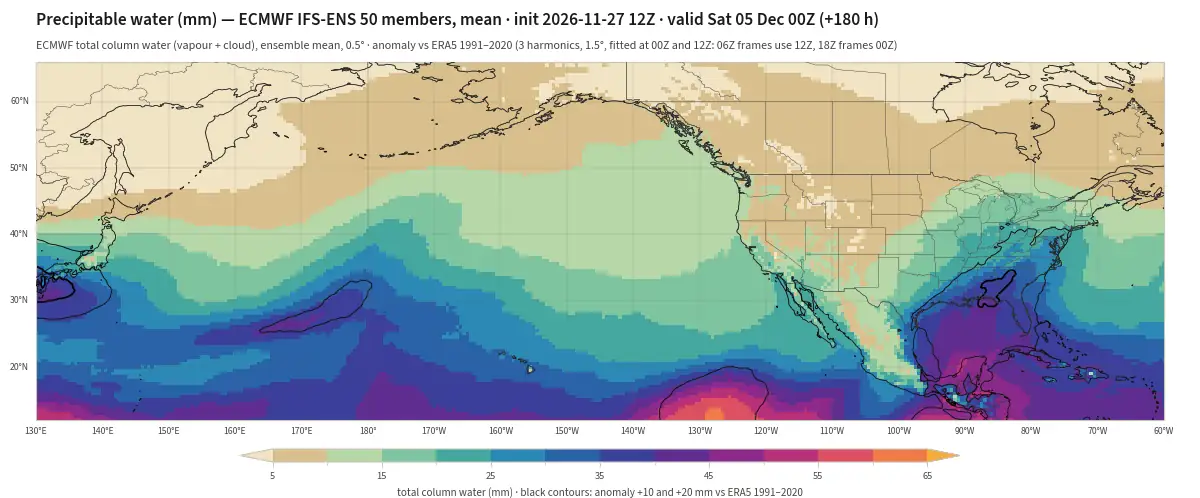 Precipitable water (mm) — ECMWF IFS-ENS 50 members, mean · init 2026-11-27 12Z · valid Sat 05 Dec 00Z (+180 h)
ECMWF total column water (vapour + cloud), ensemble mean, 0.5° · anomaly vs ERA5 1991–2020 (3 harmonics, 1.5°, fitted at 00Z and 12Z: 06Z frames use 12Z, 18Z frames 00Z)
60°N
50°N
40°N
30°N
20°N
130°E 140°E 150°E 160°E 170°E 180° 170°W 160°W 150°W 140°W 130°W 120°W 110°W 100°W 90°W 80°W 70°W 60°W
5 15 25 35 45 55 65
total column water (mm) · black contours: anomaly +10 and +20 mm vs ERA5 1991–2020